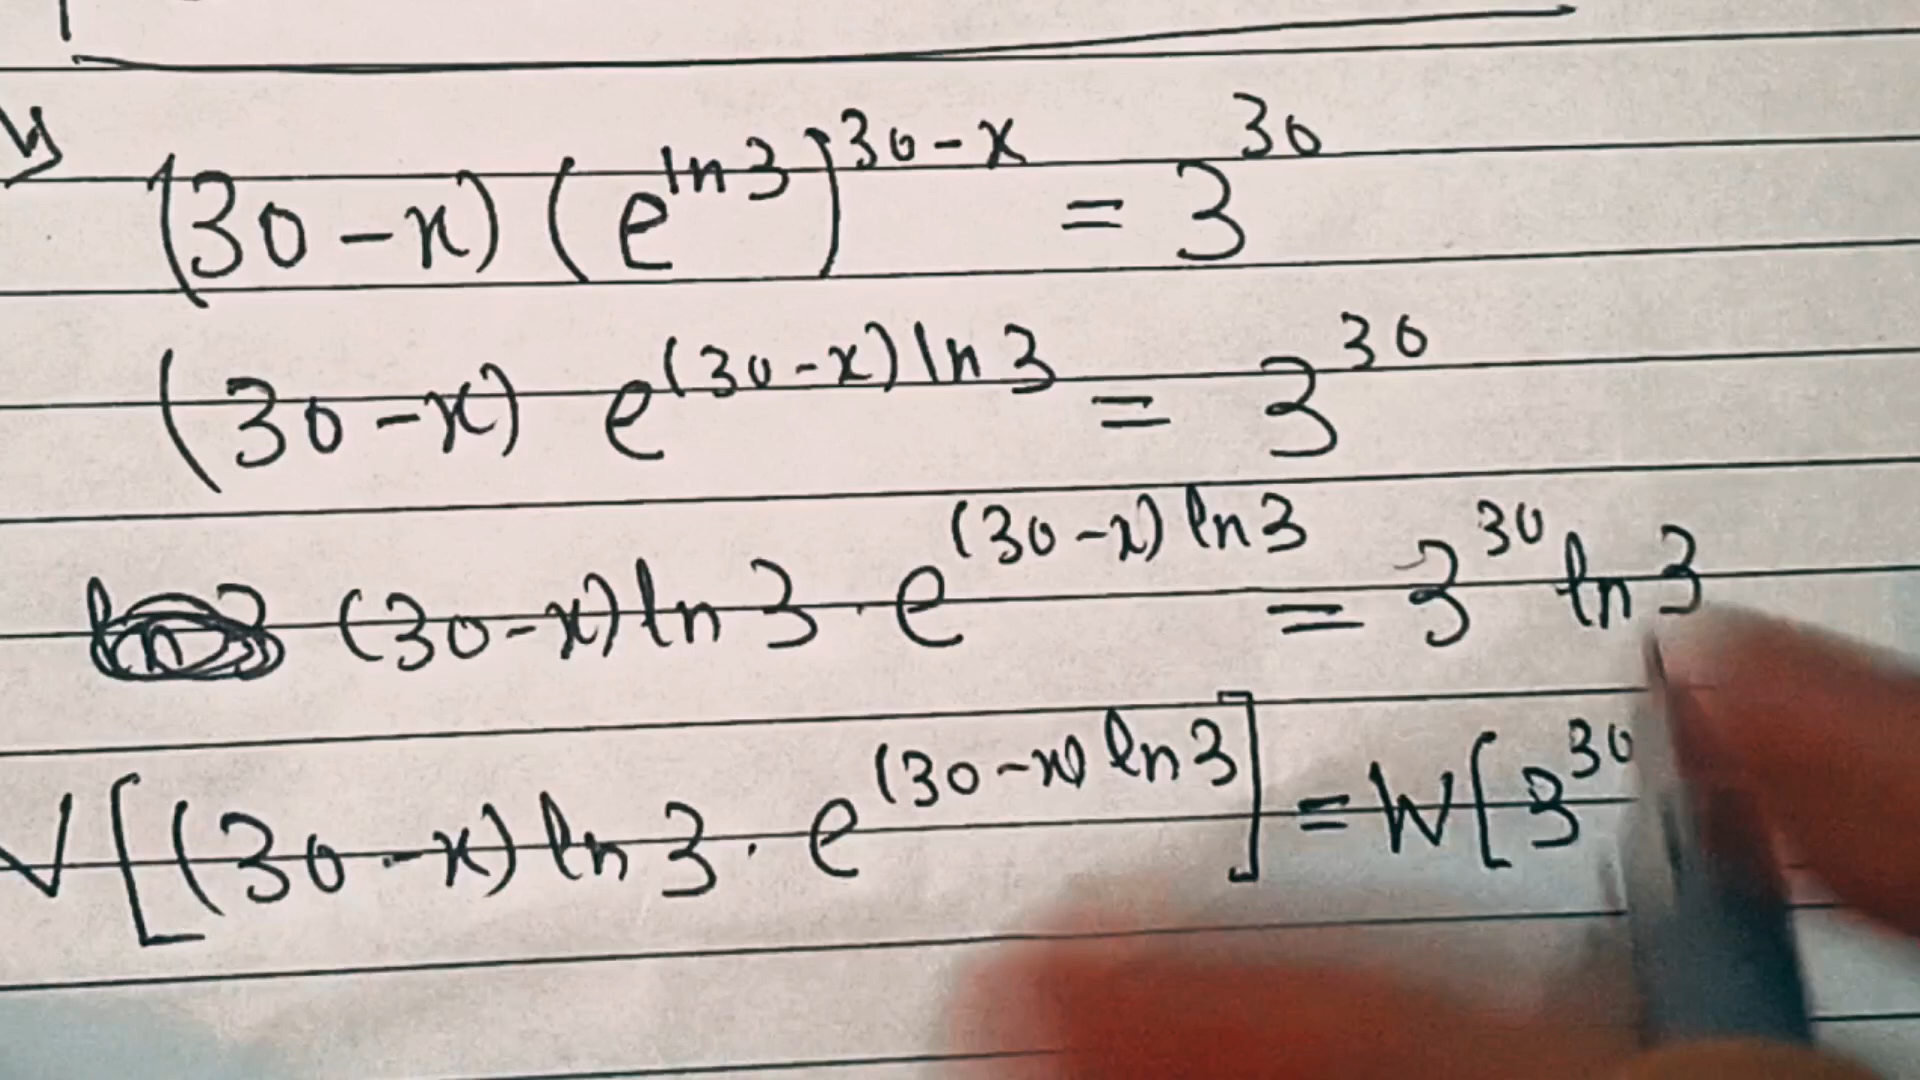 (30-x) (e^ln3)^30-x = 3^30
(30-x) e^(30-x) ln3 = 3^30
(30-x) ln3 . e^(30-x) ln3 = 3^30 ln3
[(30-x) ln3 . e^(30-x) ln3] = W[3^30